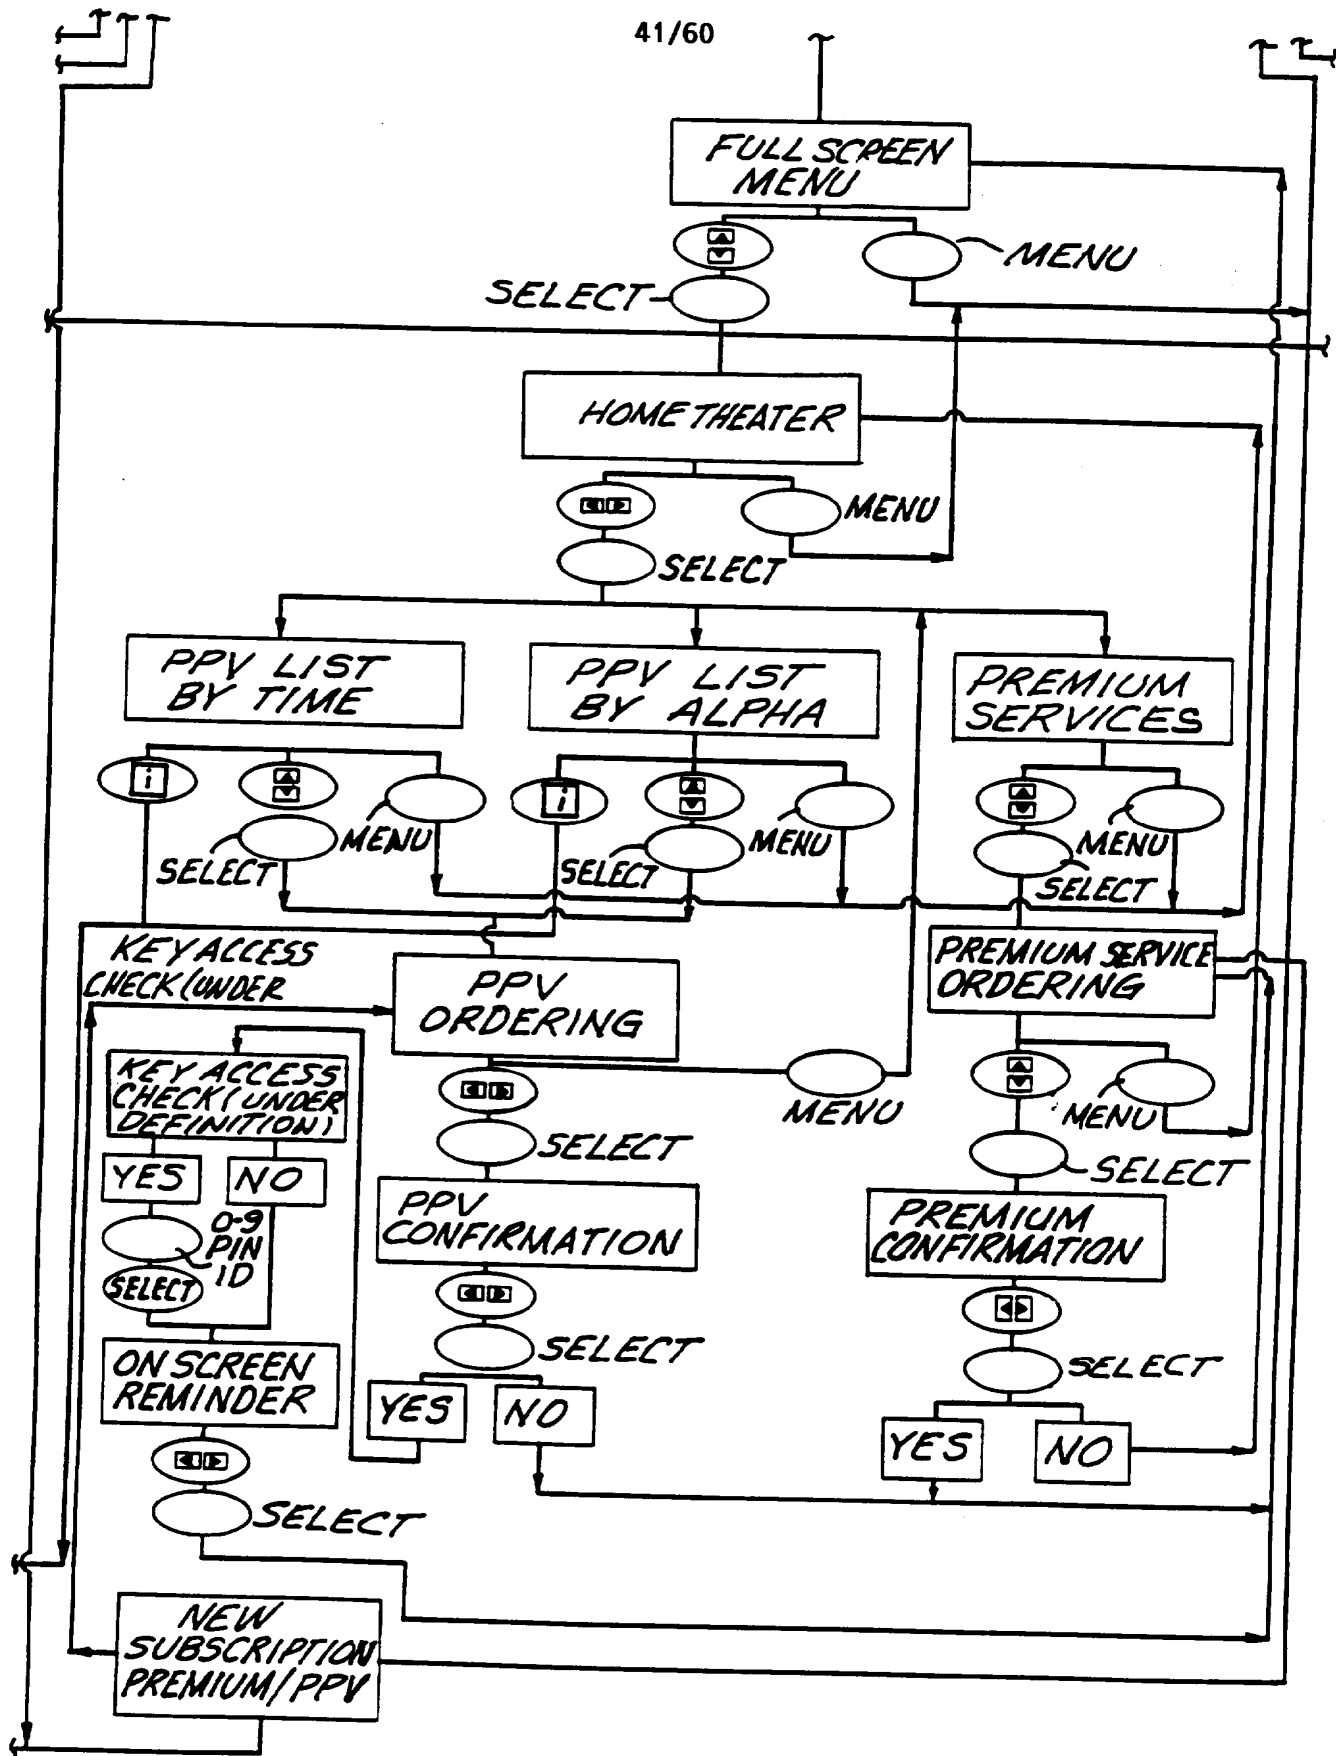 41/60
FULL SCREEN
MENU
MENU
SELECT
HOME THEATER
MENU
SELECT
PPV LIST
BY TIME
PPV LIST
BY ALPHA
PREMIUM
SERVICES
i
SELECT
MENU
i
SELECT
MENU
MENU
SELECT
KEY ACCESS
CHECK (UNDER
PPV
ORDERING
PREMIUM SERVICE
ORDERING
KEY ACCESS
CHECK (UNDER
DEFINITION)
MENU
MENU
SELECT
SELECT
YES
NO
0-9
PIN
ID
SELECT
PPV
CONFIRMATION
PREMIUM
CONFIRMATION
SELECT
SELECT
ON SCREEN
REMINDER
YES
NO
YES
NO
SELECT
NEW
SUBSCRIPTION
PREMIUM/PPV